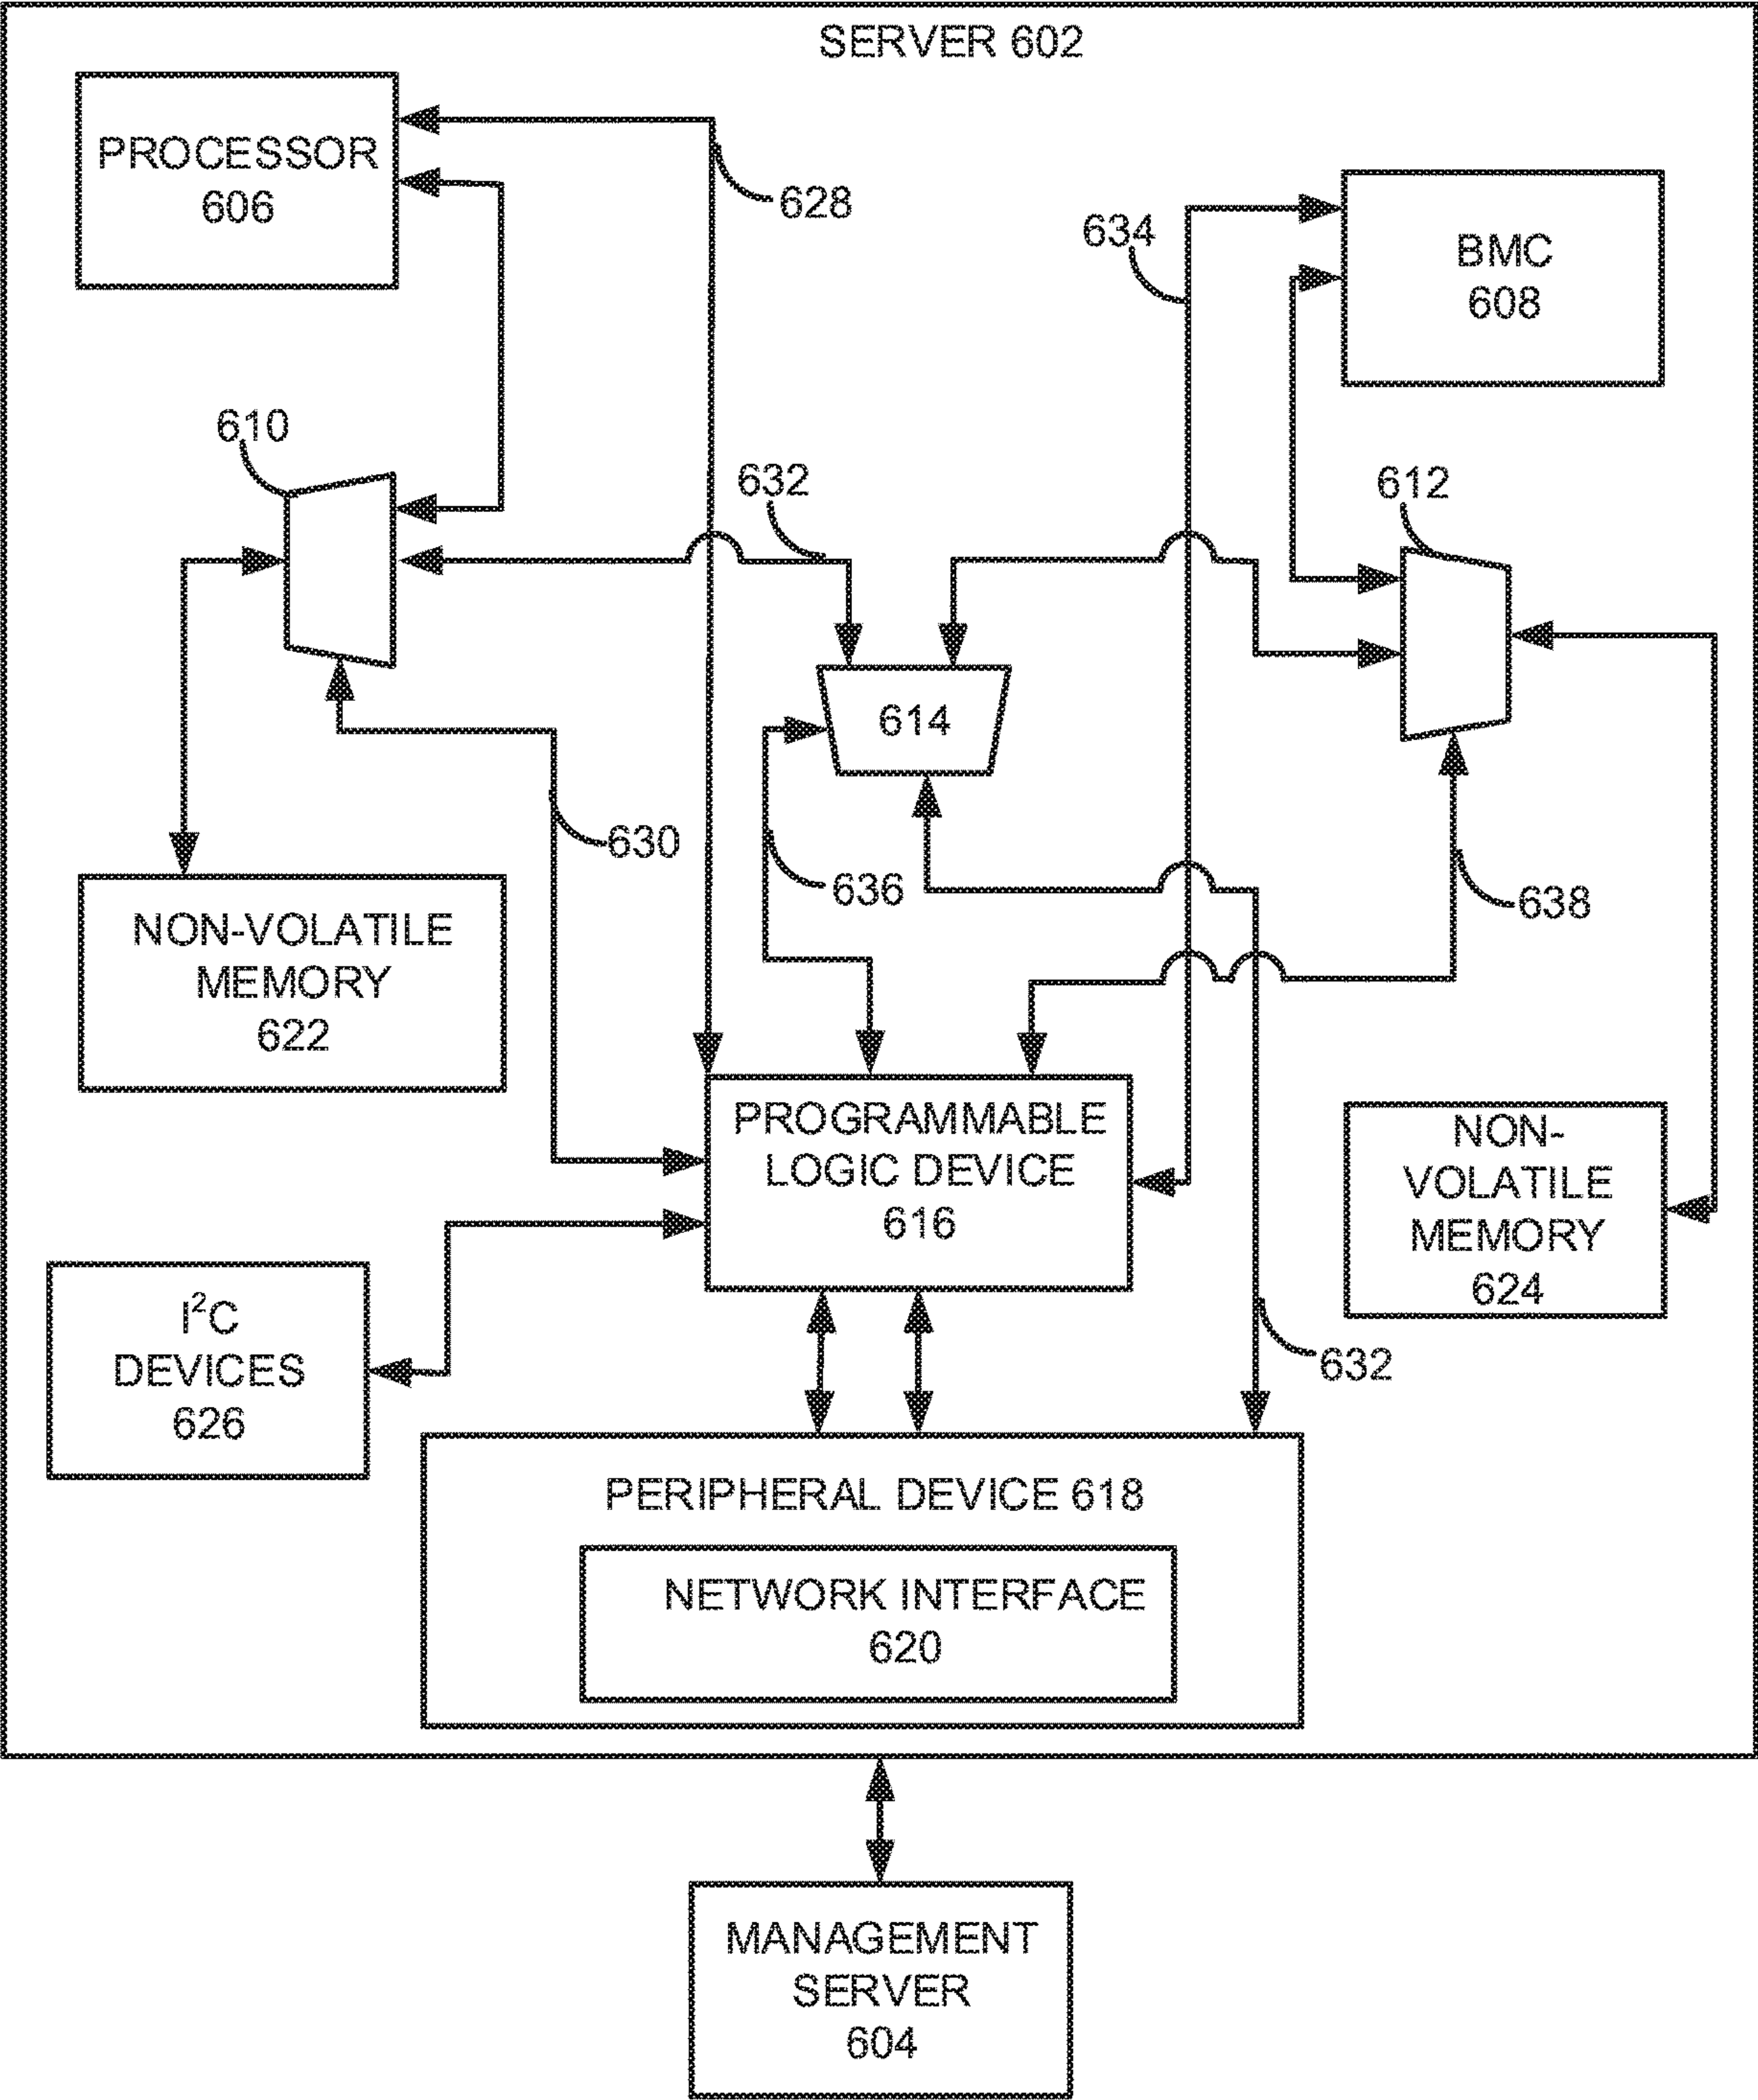 SERVER 602
PROCESSOR
606
628
634
BMC
608
610
632
612
614
630
636
638
NON-VOLATILE
MEMORY
622
PROGRAMMABLE
LOGIC DEVICE
616
NON-
VOLATILE
MEMORY
624
I²C
DEVICES
626
632
PERIPHERAL DEVICE 618
NETWORK INTERFACE
620
MANAGEMENT
SERVER
604